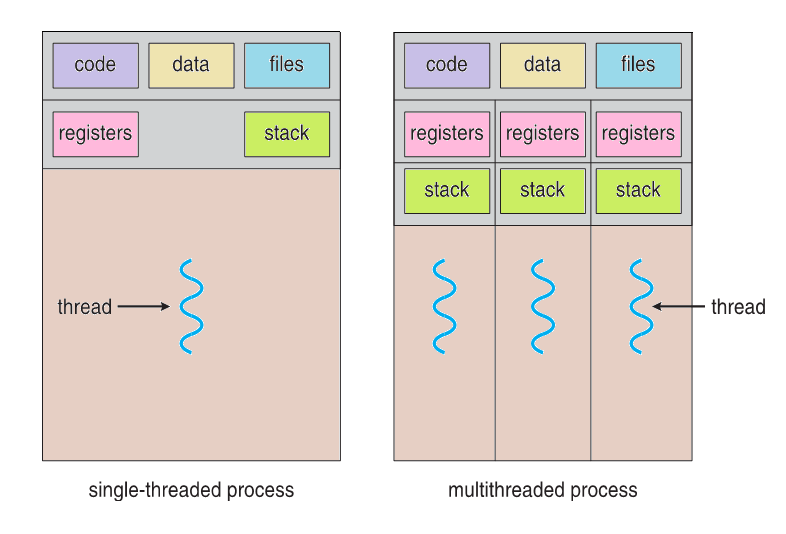 code data files
registers stack
thread
single-threaded process
code data files
registers registers registers
stack stack stack
thread
multithreaded process